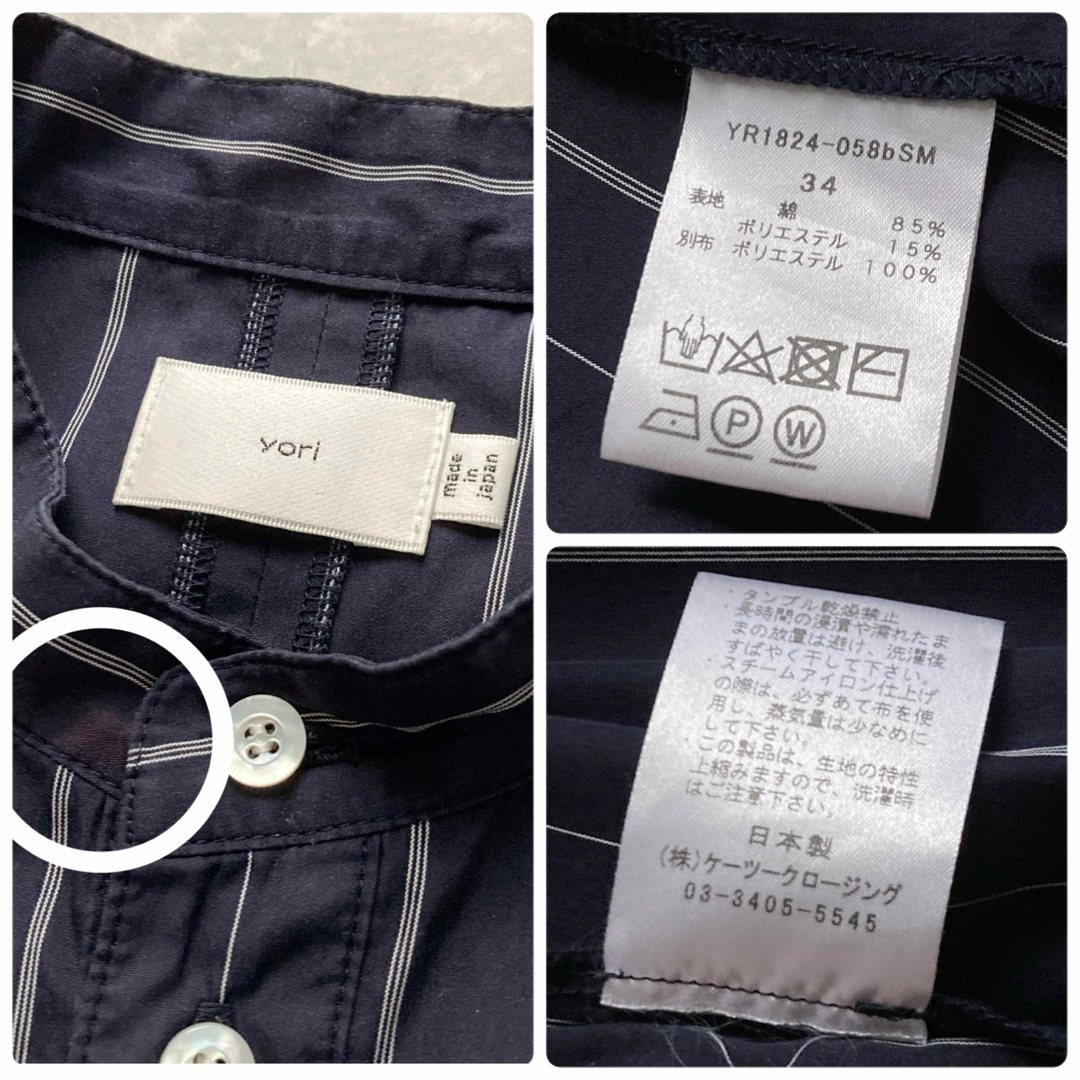 yori
made
in
japan
YR1824-058bSM
34
表地 綿 85%
ポリエステル 15%
別布 ポリエステル 100%
P W
・タンブル乾燥禁止
・長時間の浸漬や濡れたま
まの放置は避け、洗濯後
すばやく干して下さい。
・スチームアイロン仕上げ
の際は、必ずあて布を使
用し、蒸気量は少なめに
して下さい。
・この製品は、生地の特性
上縮みますので、洗濯時
はご注意下さい。
日本製
(株)ケーツークロージング
03-3405-5545